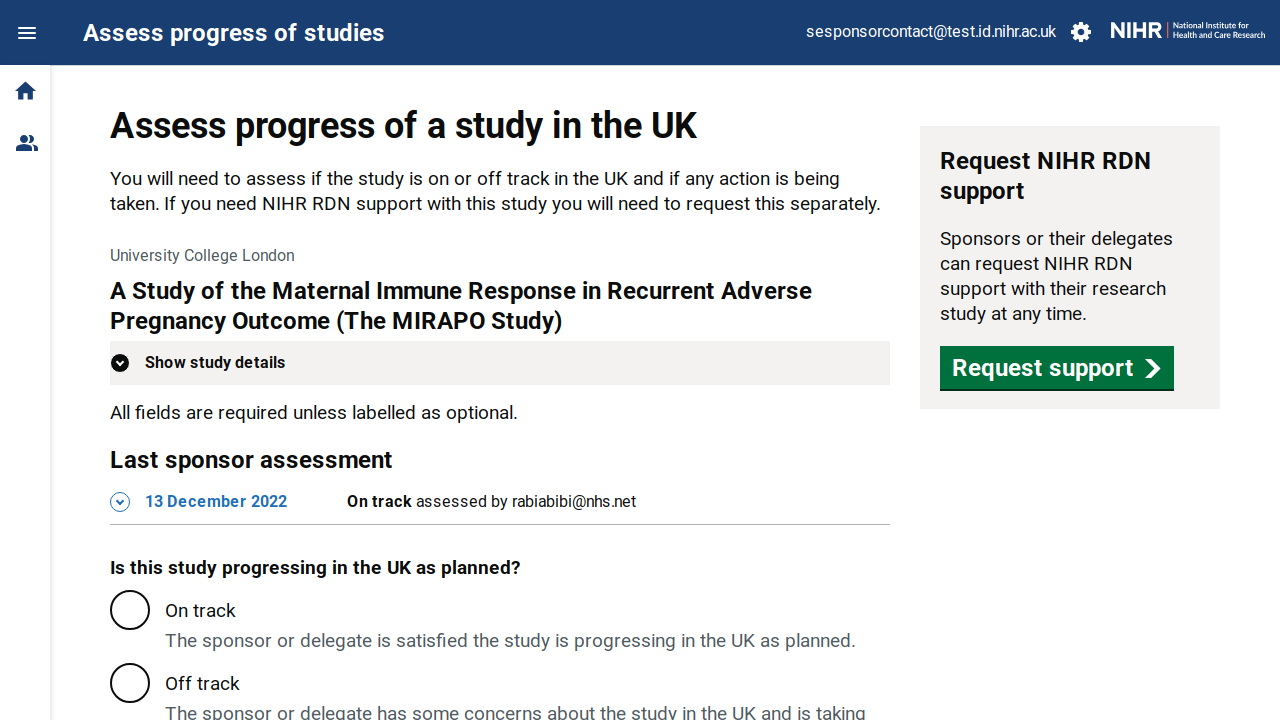 Assess progress of studies
sesponsorcontact@test.id.nihr.ac.uk
NIHR | National Institute for
Health and Care Research
Assess progress of a study in the UK
You will need to assess if the study is on or off track in the UK and if any action is being
taken. If you need NIHR RDN support with this study you will need to request this separately.
University College London
A Study of the Maternal Immune Response in Recurrent Adverse
Pregnancy Outcome (The MIRAPO Study)
Show study details
All fields are required unless labelled as optional.
Last sponsor assessment
13 December 2022 On track assessed by rabiabibi@nhs.net
Is this study progressing in the UK as planned?
On track
The sponsor or delegate is satisfied the study is progressing in the UK as planned.
Off track
The sponsor or delegate has some concerns about the study in the UK and is taking
Request NIHR RDN
support
Sponsors or their delegates
can request NIHR RDN
support with their research
study at any time.
Request support